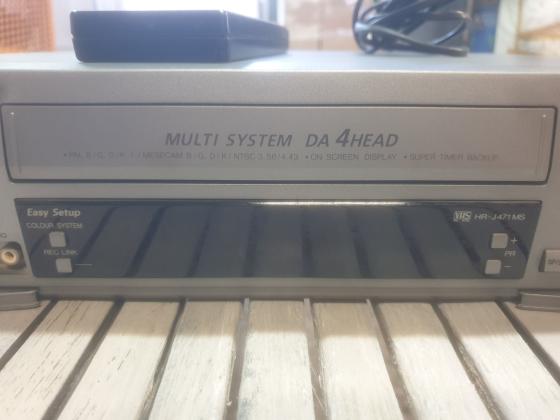 MULTI SYSTEM DA 4HEAD
• PAL B/G, D/K, I / MESECAM B/G, D/K / NTSC 3.58/4.43 • ON SCREEN DISPLAY • SUPER TIMER BACKUP
Easy Setup
VHS HR-J471MS
COLOUR SYSTEM
+
PR
REC LINK
-